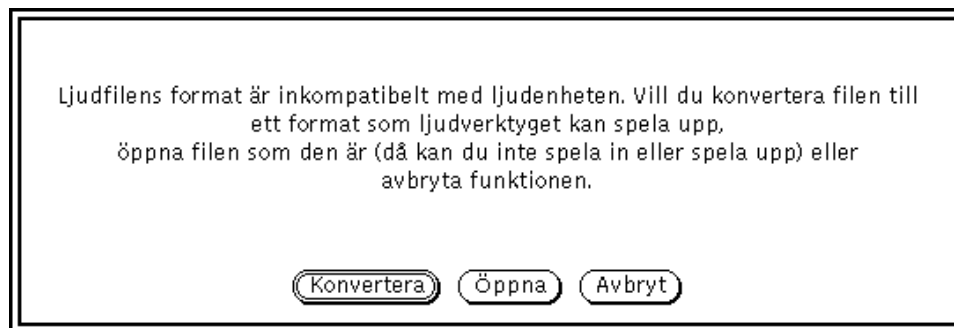 Ljudfilens format är inkompatibelt med ljudenheten. Vill du konvertera filen till
ett format som ljudverktyget kan spela upp,
öppna filen som den är (då kan du inte spela in eller spela upp) eller
avbryta funktionen.
Konvertera Öppna Avbryt